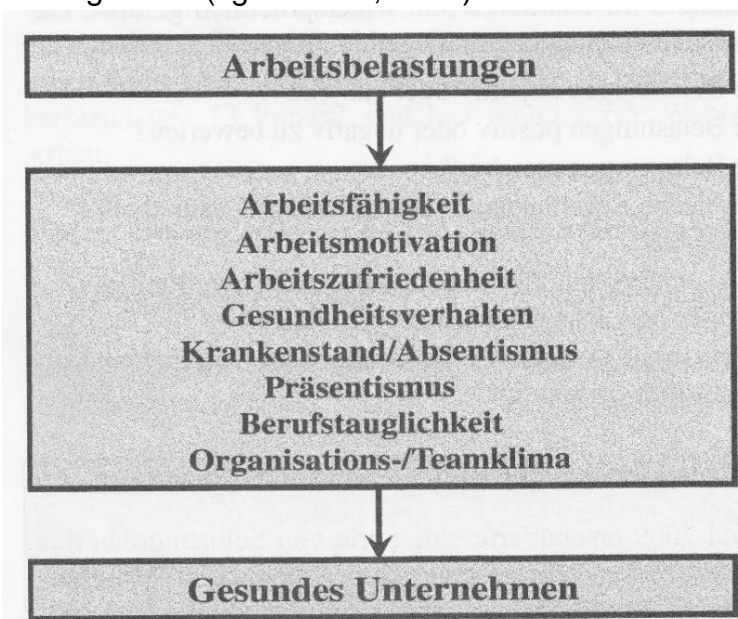 Arbeitsbelastungen
Arbeitsfähigkeit
Arbeitsmotivation
Arbeitszufriedenheit
Gesundheitsverhalten
Krankenstand/Absentismus
Präsentismus
Berufstauglichkeit
Organisations-/Teamklima
Gesundes Unternehmen